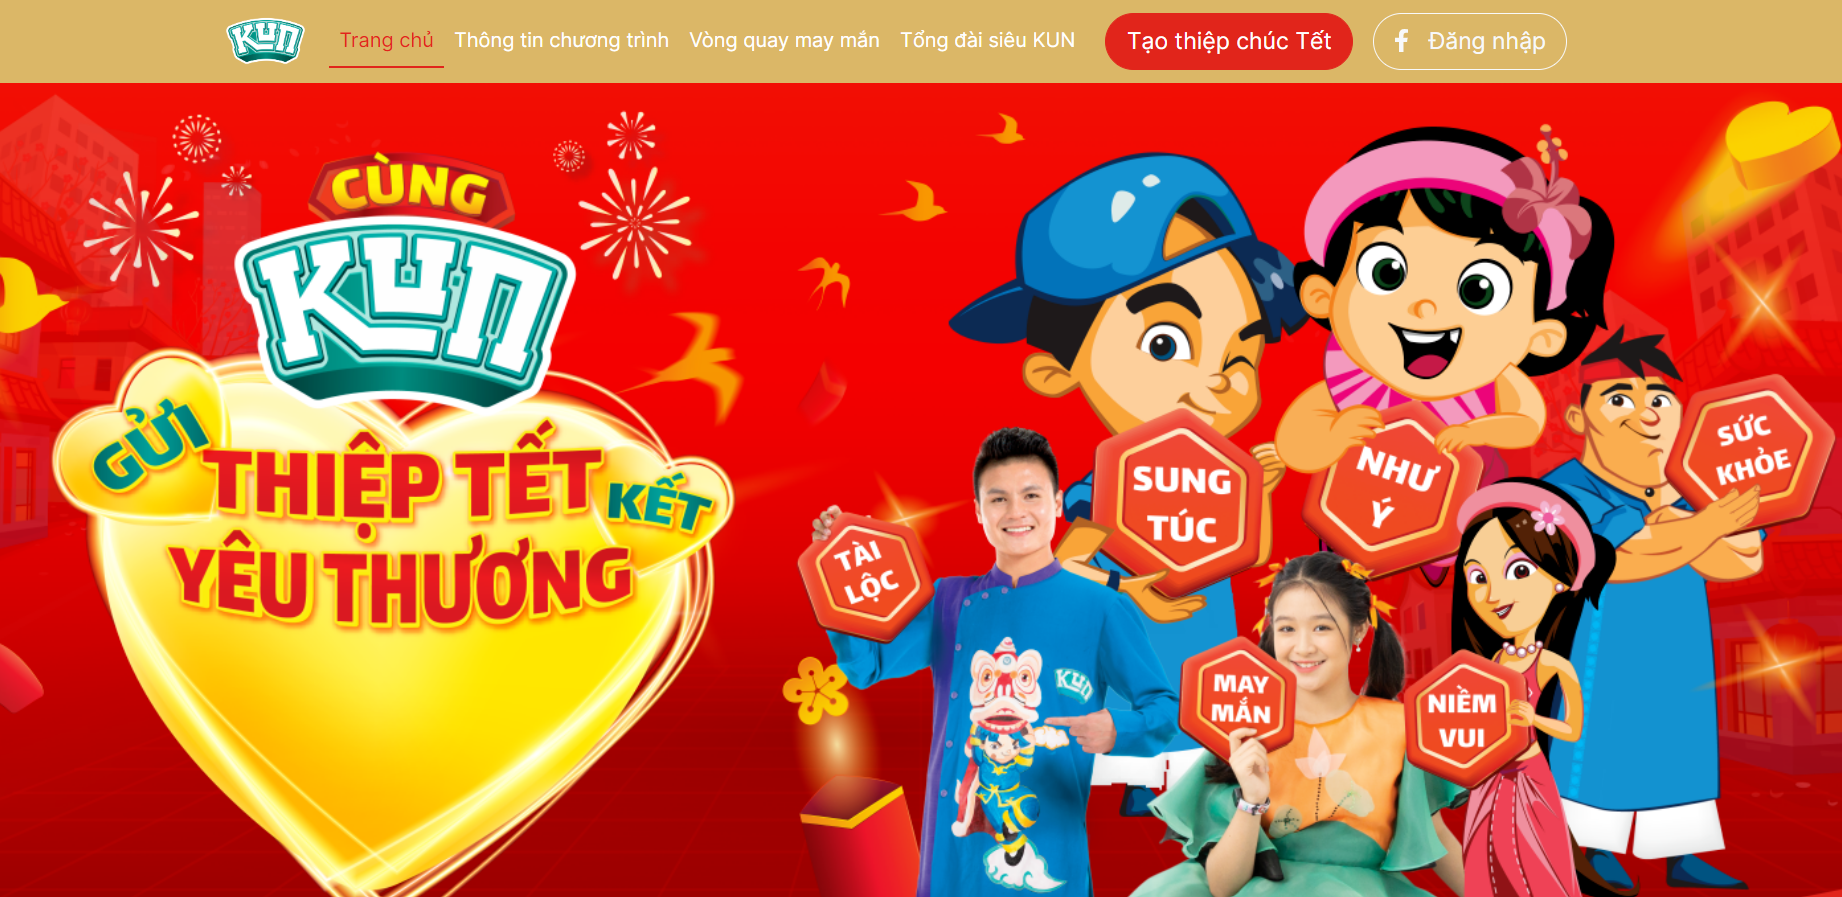 KUN
Trang chủ
Thông tin chương trình
Vòng quay may mắn
Tổng đài siêu KUN
Tạo thiệp chúc Tết
Đăng nhập
CÙNG
KUN
GỬI
THIỆP TẾT
KẾT
YÊU THƯƠNG
SUNG
TÚC
NHƯ
Ý
SỨC
KHỎE
TÀI
LỘC
KUN
MAY
MẮN
NIỀM
VUI